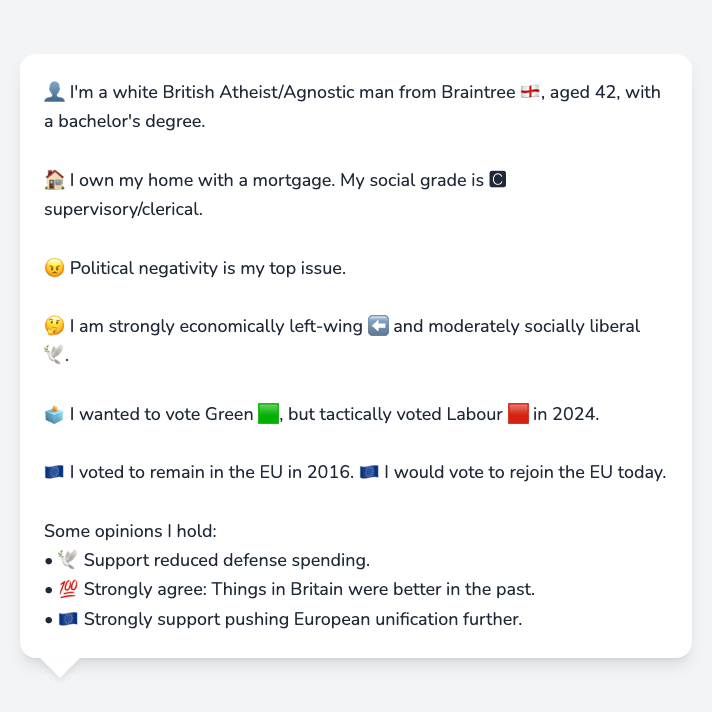 👤 I'm a white British Atheist/Agnostic man from Braintree 🏴󠁧󠁢󠁥󠁮󠁧󠁿, aged 42, with
a bachelor's degree.
🏠 I own my home with a mortgage. My social grade is 🅲
supervisory/clerical.
😠 Political negativity is my top issue.
🤔 I am strongly economically left-wing ⬅️ and moderately socially liberal
🕊️.
🗳️ I wanted to vote Green 🟩, but tactically voted Labour 🟥 in 2024.
🇪🇺 I voted to remain in the EU in 2016. 🇪🇺 I would vote to rejoin the EU today.
Some opinions I hold:
• 🕊️ Support reduced defense spending.
• 💯 Strongly agree: Things in Britain were better in the past.
• 🇪🇺 Strongly support pushing European unification further.